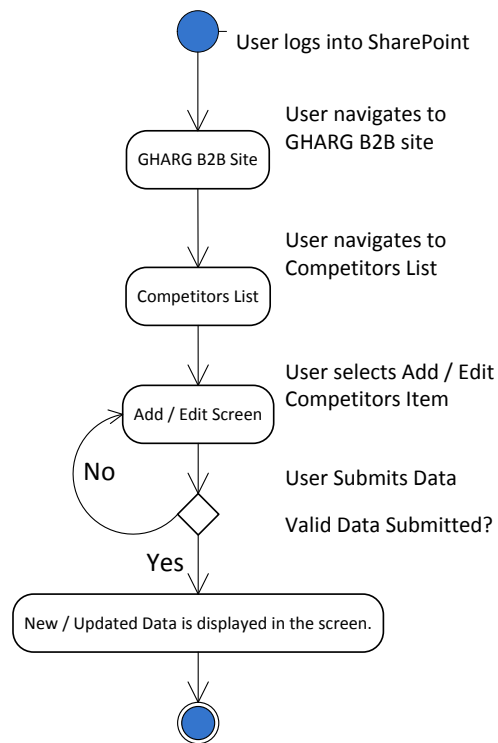 User logs into SharePoint
User navigates to
GHARG B2B site
GHARG B2B Site
User navigates to
Competitors List
Competitors List
User selects Add / Edit
Competitors Item
Add / Edit Screen
No
User Submits Data
Valid Data Submitted?
Yes
New / Updated Data is displayed in the screen.